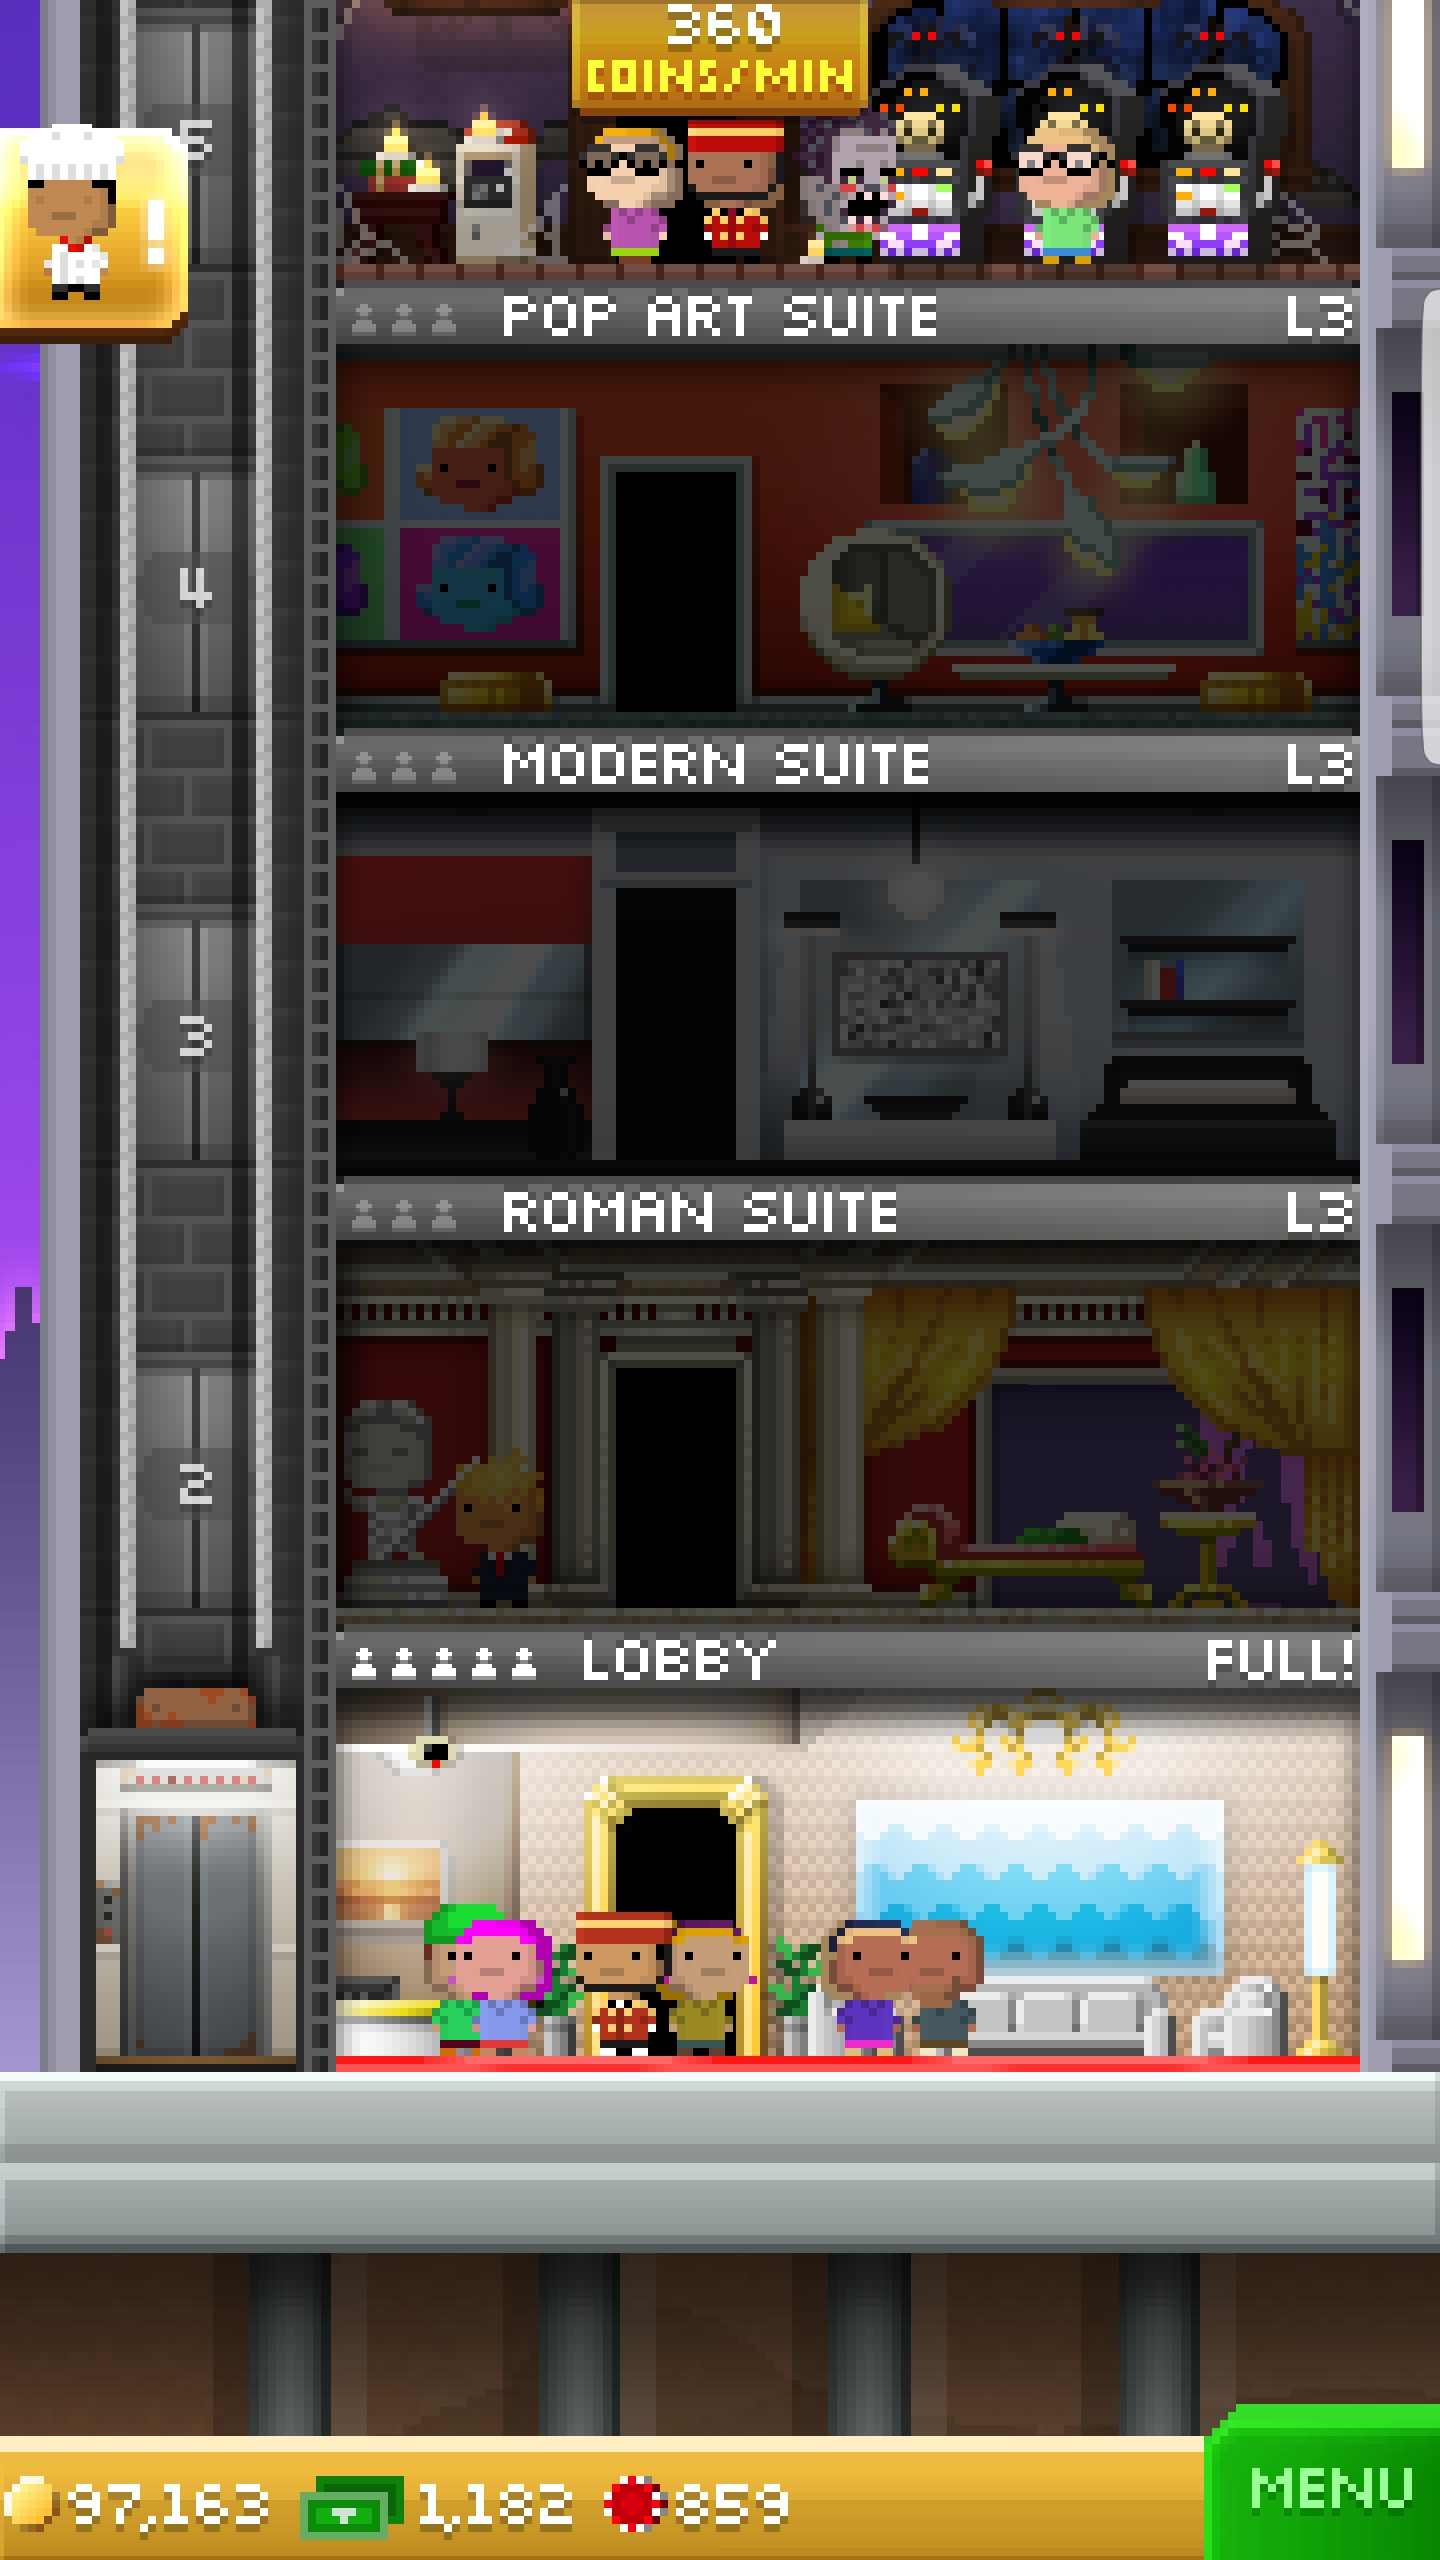 360
COINS/MIN
5
!
POP ART SUITE L3
4
MODERN SUITE L3
3
ROMAN SUITE L3
2
LOBBY FULL!
97,163 1,182 859
MENU